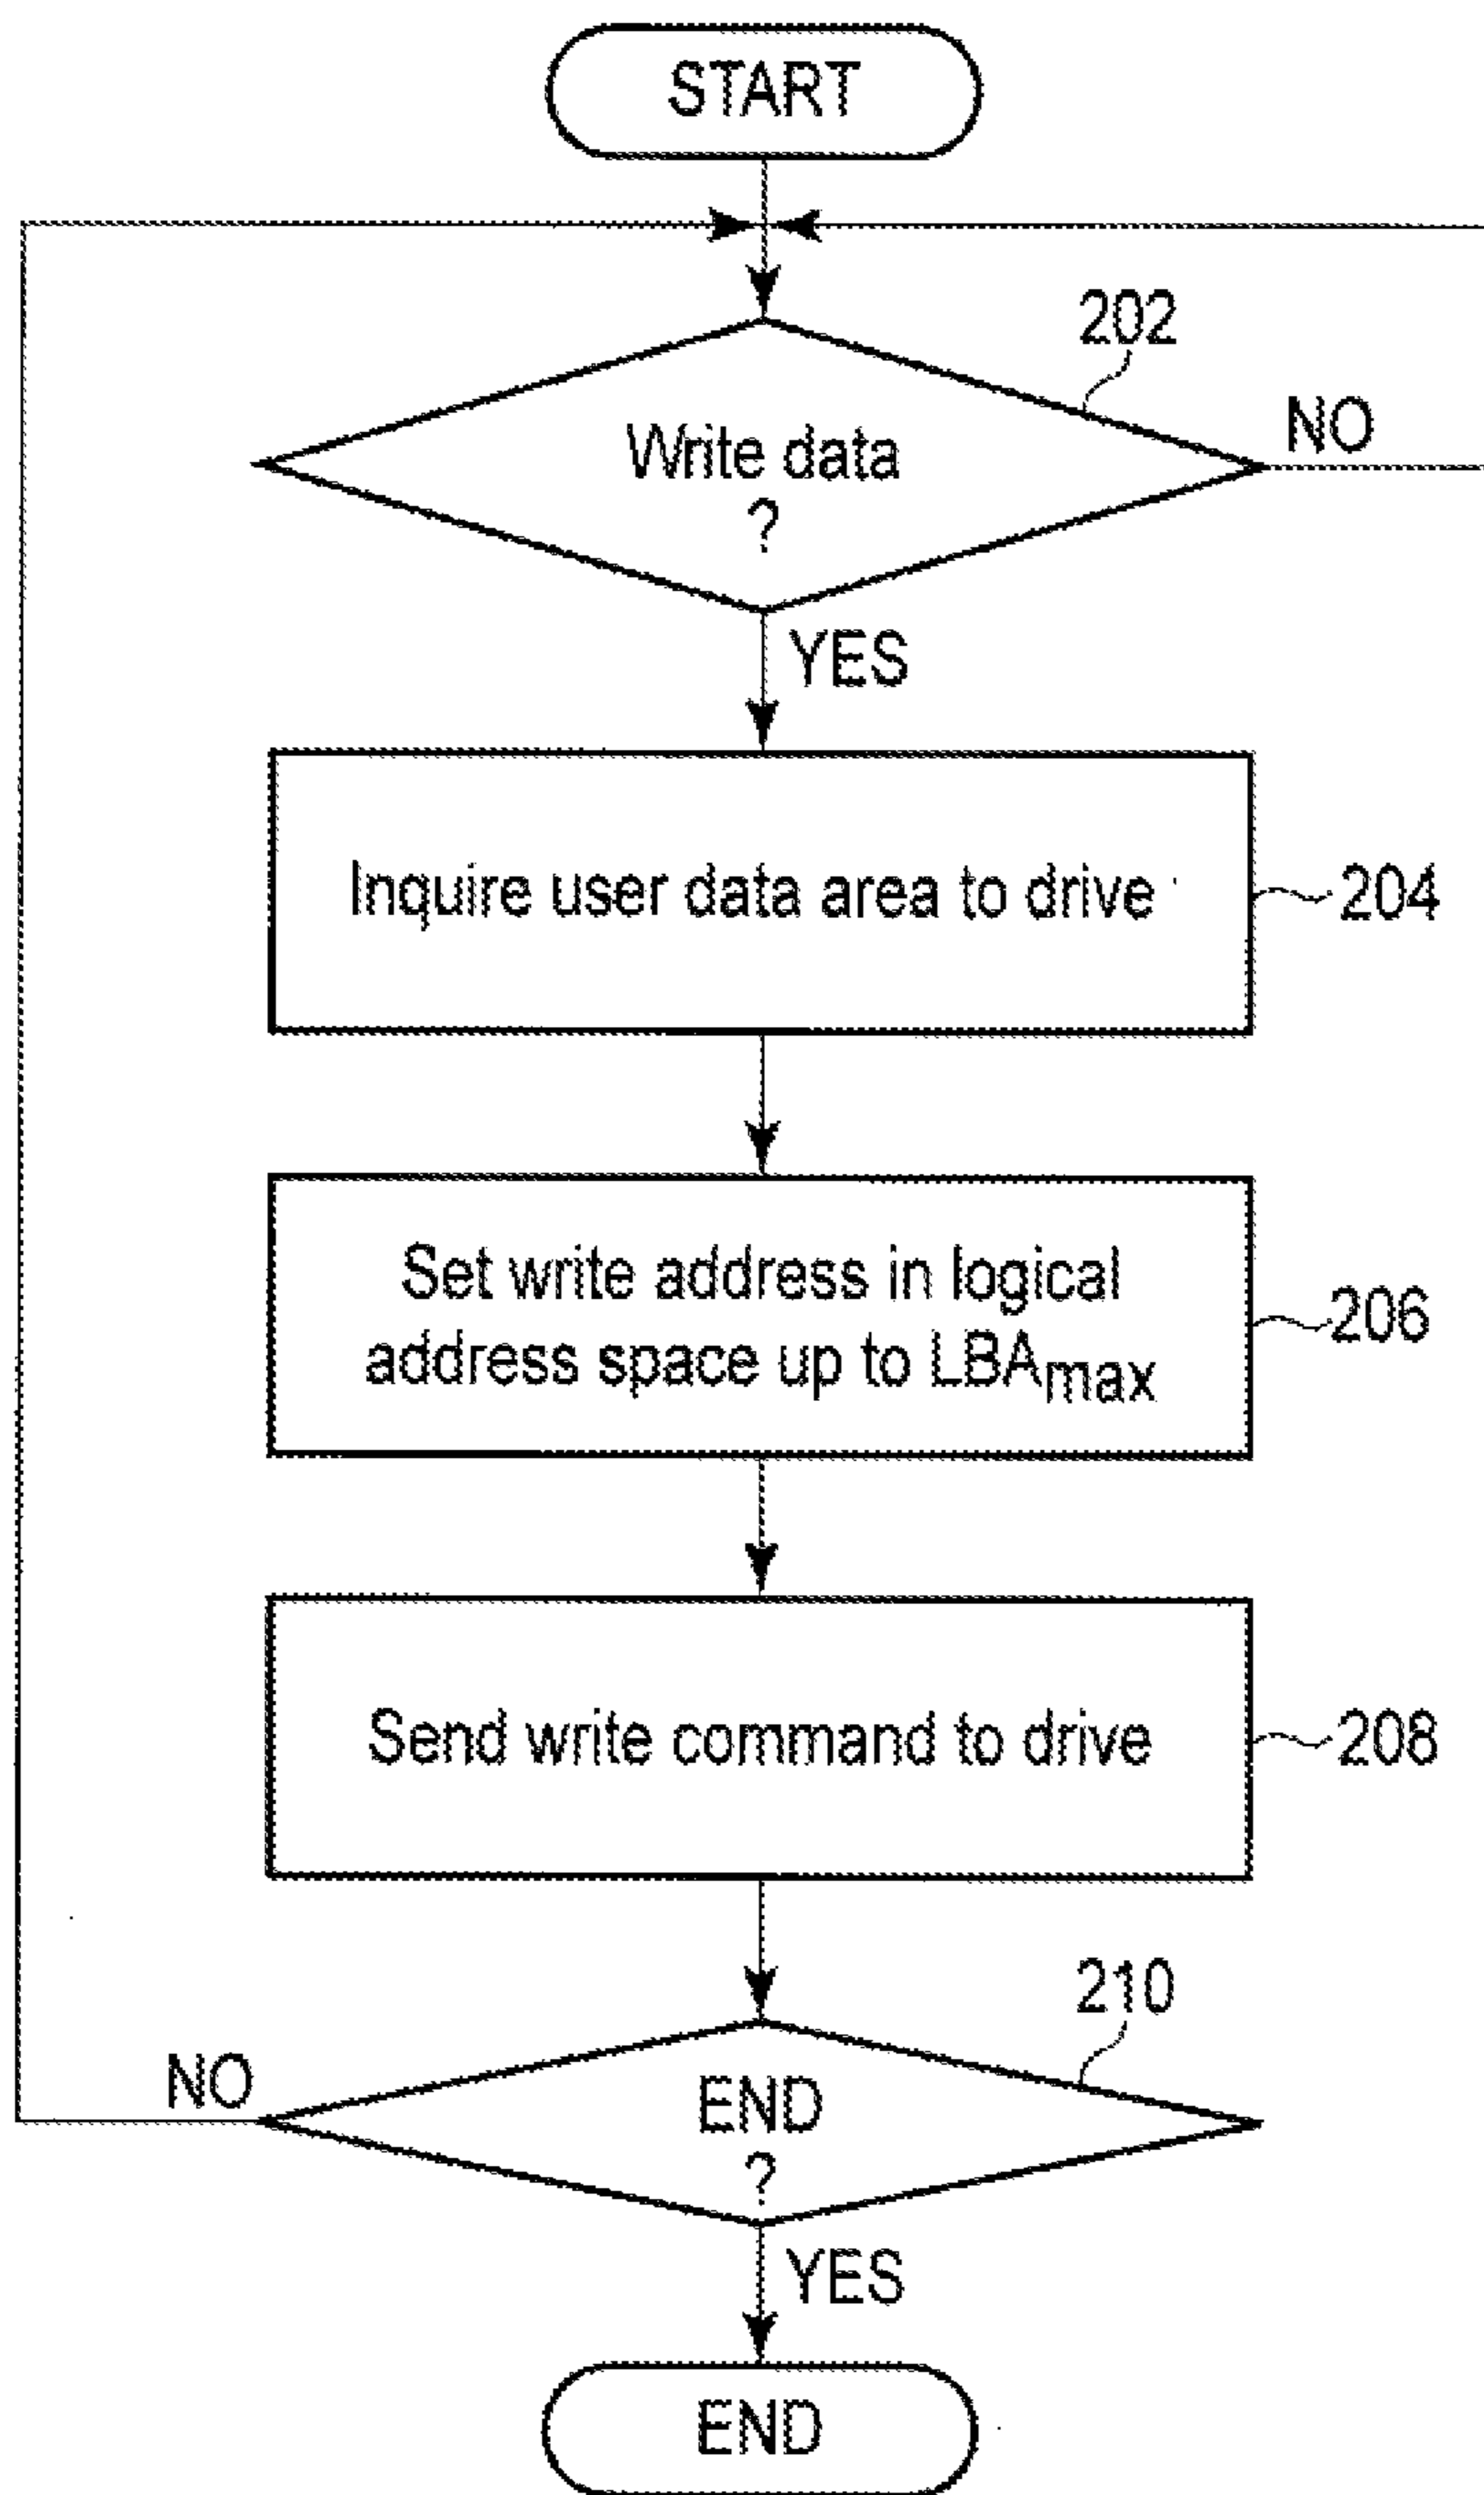 START
202
NO
Write data
?
YES
Inquire user data area to drive
204
Set write address in logical
address space up to LBAmax
206
Send write command to drive
208
210
NO
END
?
YES
END